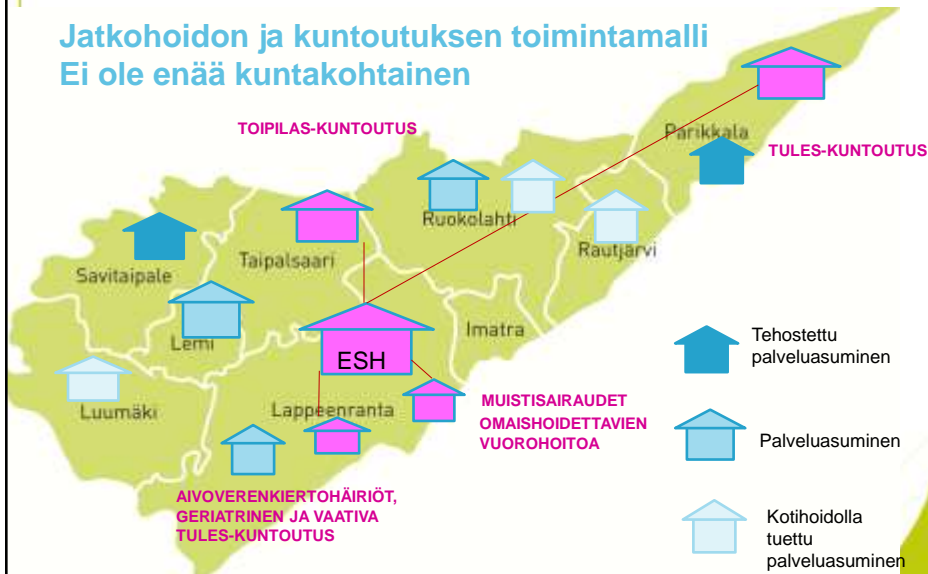 Jatkohoidon ja kuntoutuksen toimintamalli
Ei ole enää kuntakohtainen
TOIPILAS-KUNTOUTUS
Parikkala
TULES-KUNTOUTUS
Ruokolahti
Rautjärvi
Savitaipale
Taipalsaari
Lemi
Imatra
ESH
Luumäki
Lappeenranta
MUISTISAIRAUDET
OMAISHOIDETTAVIEN
VUOROHOITOA
AIVOVERENKIERTOHÄIRIÖT,
GERIATRINEN JA VAATIVA
TULES-KUNTOUTUS
Tehostettu
palveluasuminen
Palveluasuminen
Kotihoidolla
tuettu
palveluasuminen